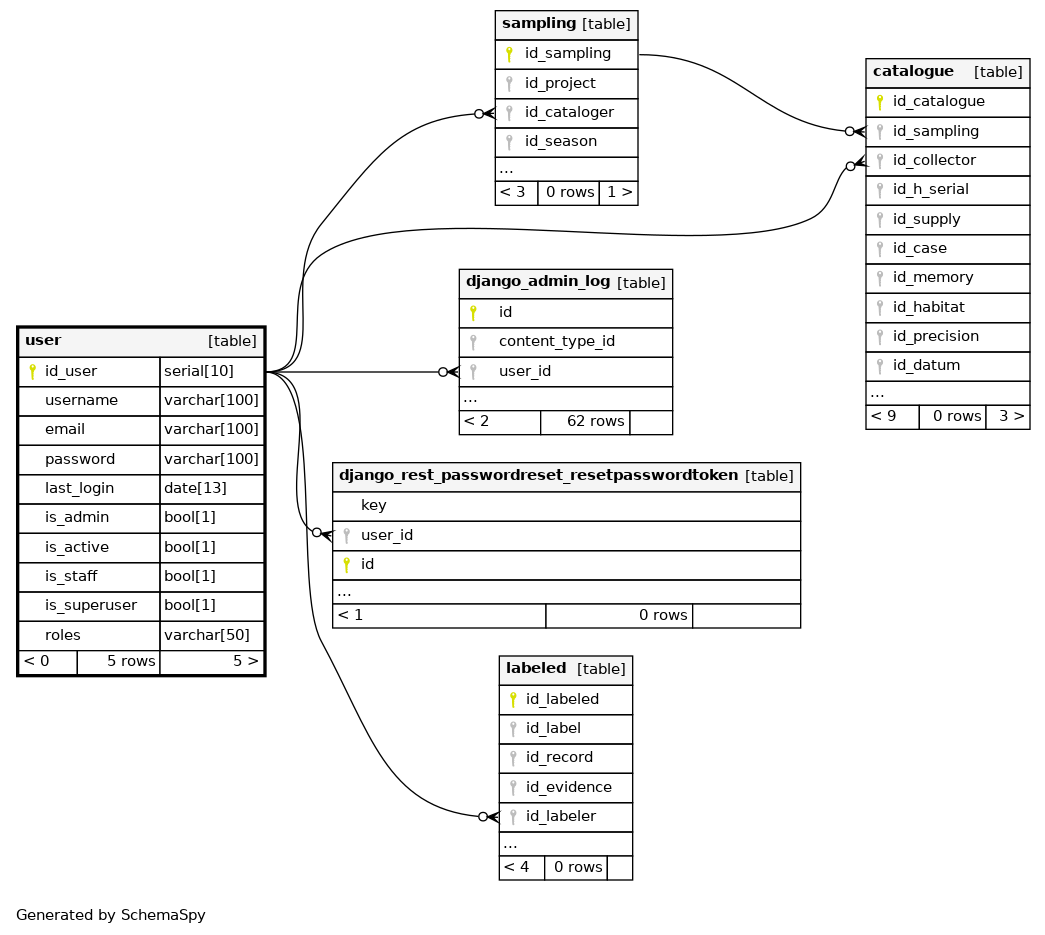 sampling [table]
id_sampling
id_project
id_cataloger
id_season
...
< 3 0 rows 1 >
catalogue [table]
id_catalogue
id_sampling
id_collector
id_h_serial
id_supply
id_case
id_memory
id_habitat
id_precision
id_datum
...
< 9 0 rows 3 >
django_admin_log [table]
id
content_type_id
user_id
...
< 2 62 rows
user [table]
id_user serial[10]
username varchar[100]
email varchar[100]
password varchar[100]
last_login date[13]
is_admin bool[1]
is_active bool[1]
is_staff bool[1]
is_superuser bool[1]
roles varchar[50]
< 0 5 rows 5 >
django_rest_passwordreset_resetpasswordtoken [table]
key
user_id
id
...
< 1 0 rows
labeled [table]
id_labeled
id_label
id_record
id_evidence
id_labeler
...
< 4 0 rows
Generated by SchemaSpy